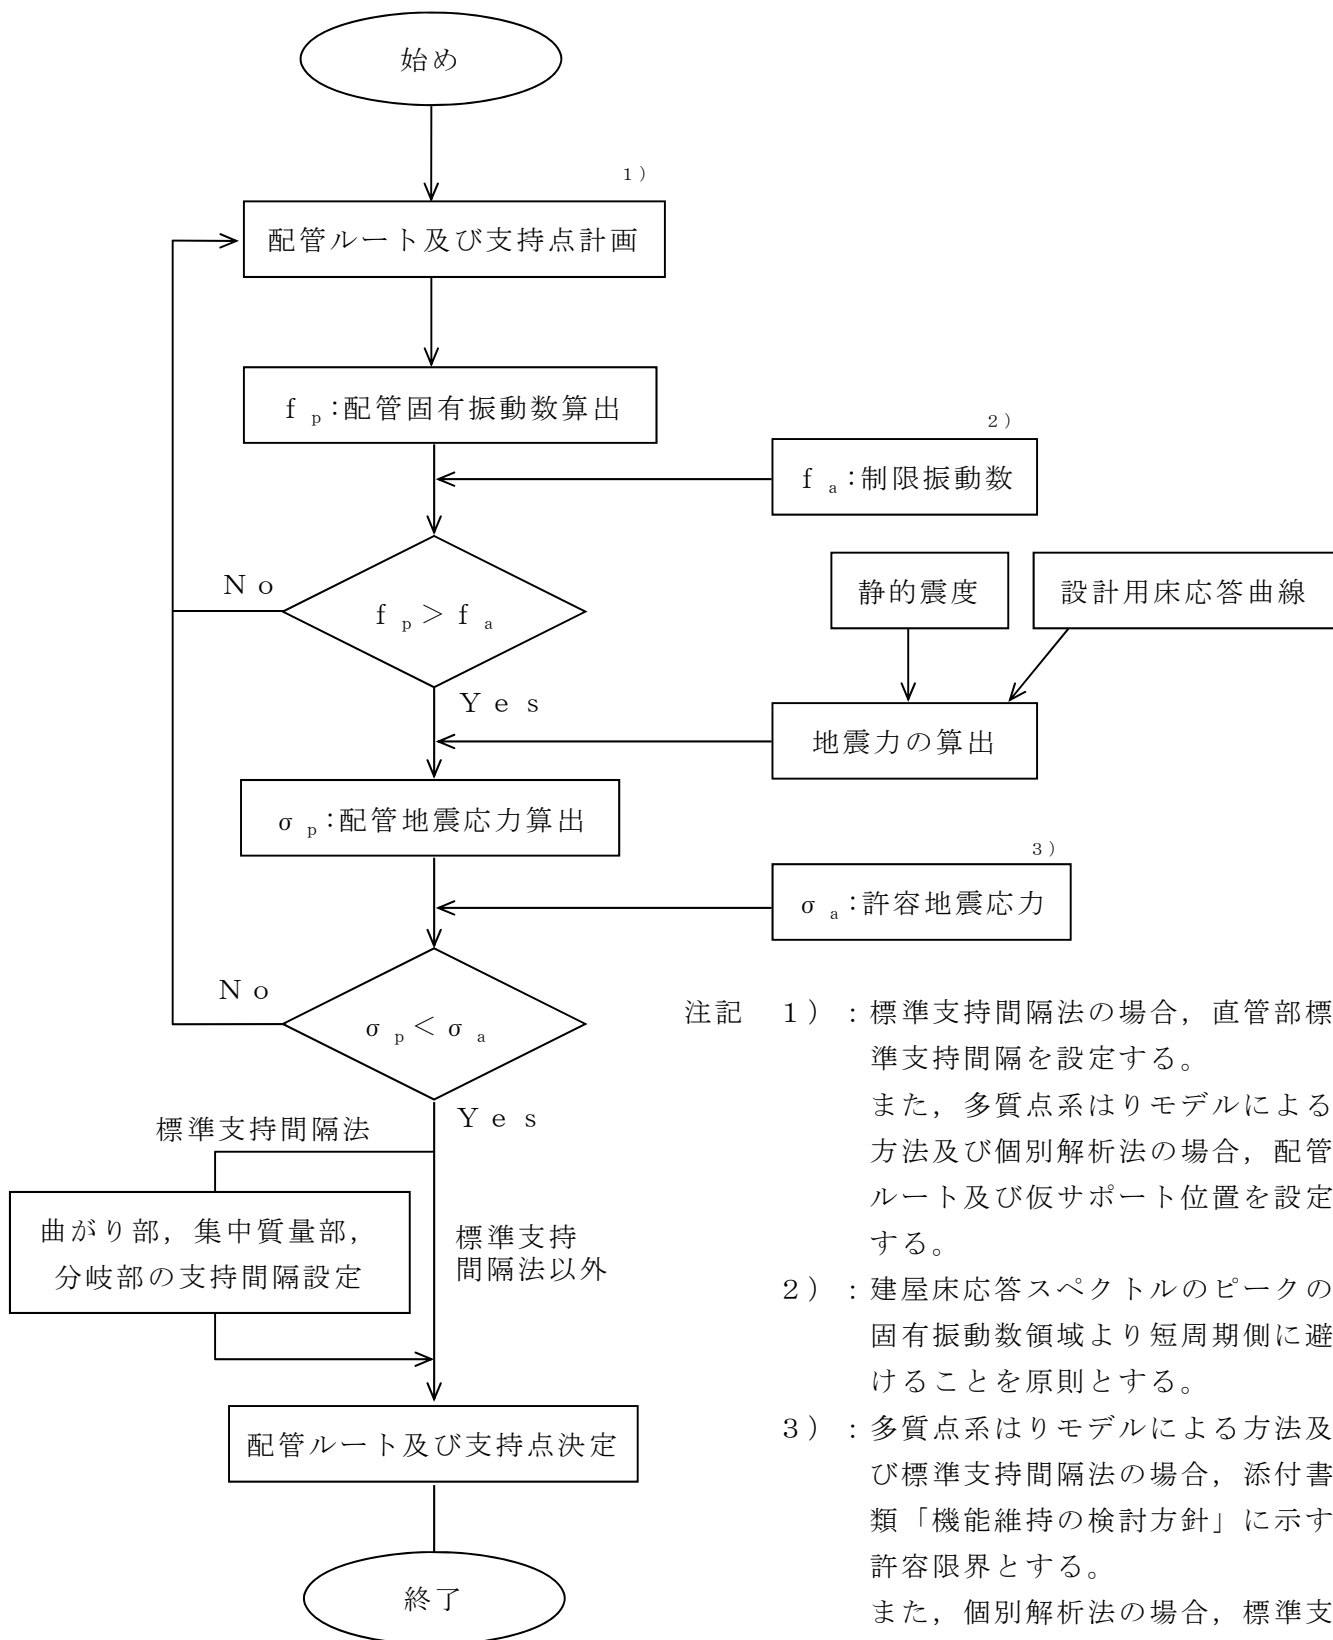 始め
1）
配管ルート及び支持点計画
f p:配管固有振動数算出
2）
f a:制限振動数
No
f p＞f a
静的震度
設計用床応答曲線
Yes
地震力の算出
σ p:配管地震応力算出
3）
σ a:許容地震応力
No
σ p＜σ a
Yes
標準支持間隔法
曲がり部，集中質量部，
分岐部の支持間隔設定
標準支持
間隔法以外
配管ルート及び支持点決定
終了
注記　1）：標準支持間隔法の場合，直管部標
準支持間隔を設定する。
また，多質点系はりモデルによる
方法及び個別解析法の場合，配管
ルート及び仮サポート位置を設定
する。
2）：建屋床応答スペクトルのピークの
固有振動数領域より短周期側に避
けることを原則とする。
3）：多質点系はりモデルによる方法及
び標準支持間隔法の場合，添付書
類「機能維持の検討方針」に示す
許容限界とする。
また，個別解析法の場合，標準支